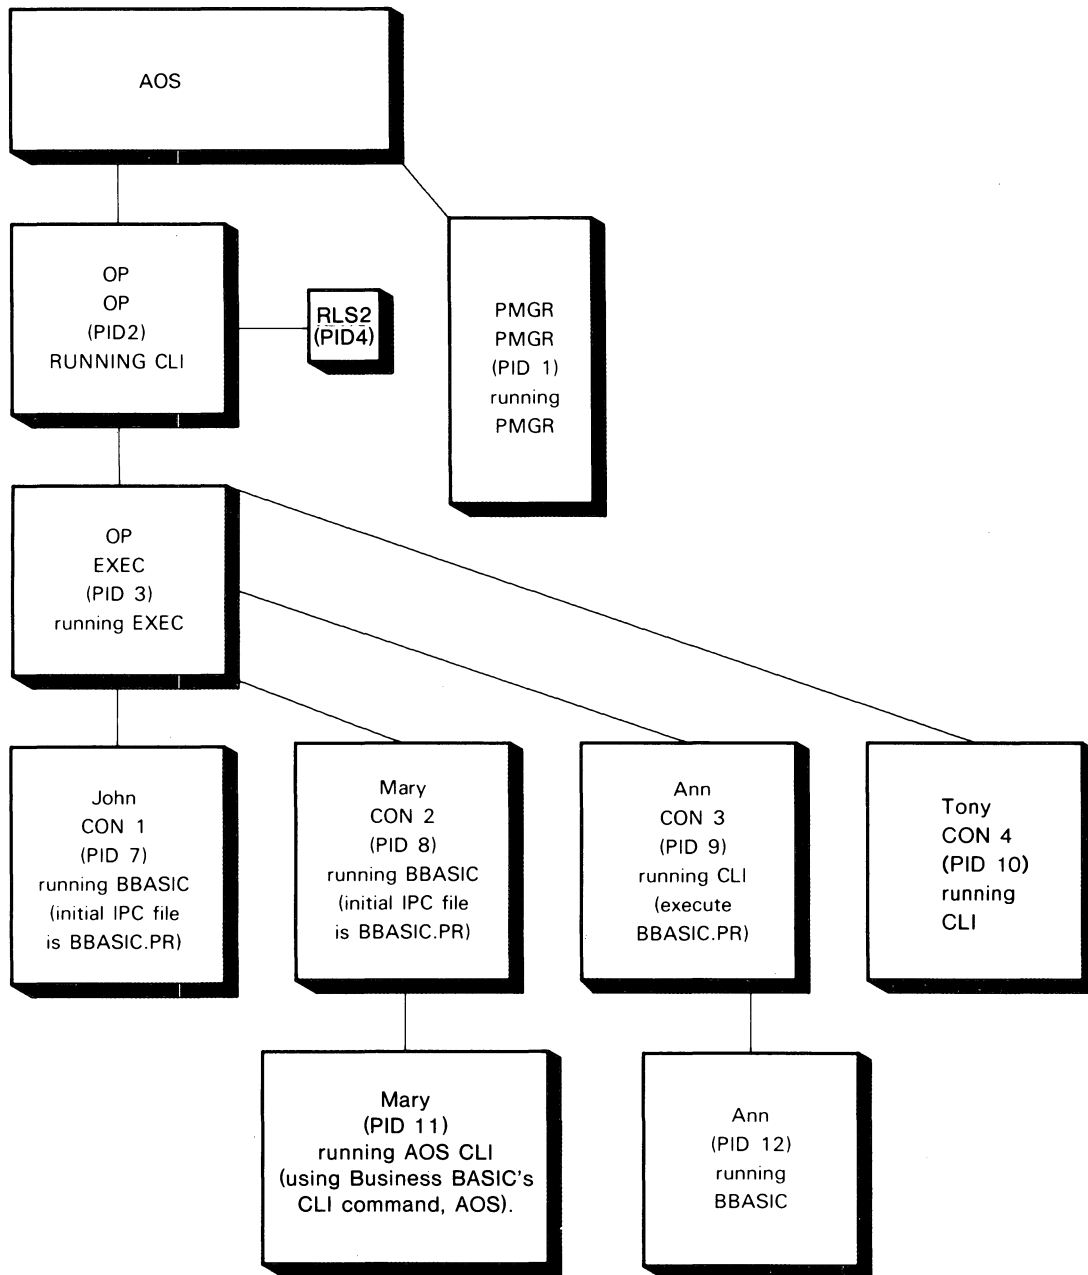 AOS
OP
OP
(PID2)
RUNNING CLI
RLS2
(PID4)
PMGR
PMGR
(PID 1)
running
PMGR
OP
EXEC
(PID 3)
running EXEC
John
CON 1
(PID 7)
running BBASIC
(initial IPC file
is BBASIC.PR)
Mary
CON 2
(PID 8)
running BBASIC
(initial IPC file
is BBASIC.PR)
Ann
CON 3
(PID 9)
running CLI
(execute
BBASIC.PR)
Tony
CON 4
(PID 10)
running
CLI
Mary
(PID 11)
running AOS CLI
(using Business BASIC's
CLI command, AOS).
Ann
(PID 12)
running
BBASIC